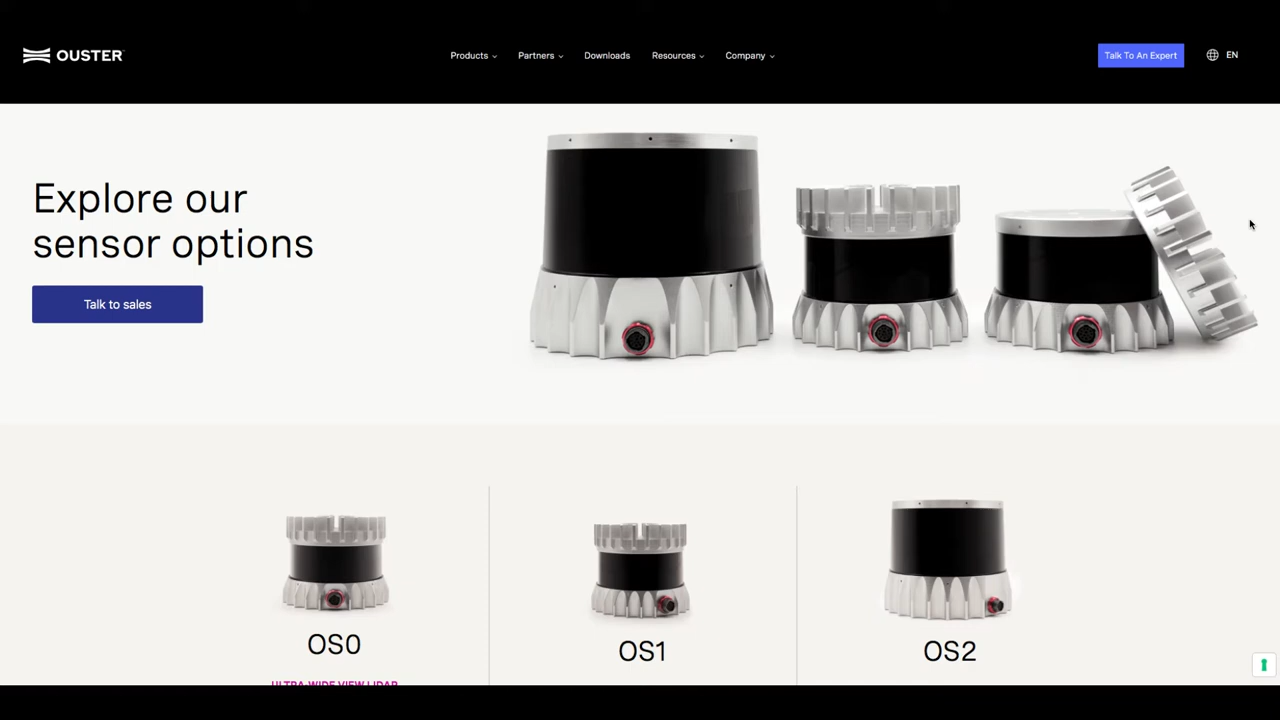 OUSTER
Products
Partners
Downloads
Resources
Company
Talk To An Expert
EN
Explore our
sensor options
Talk to sales
OS0
OS1
OS2
ULTRA-WIDE VIEW LIDAR